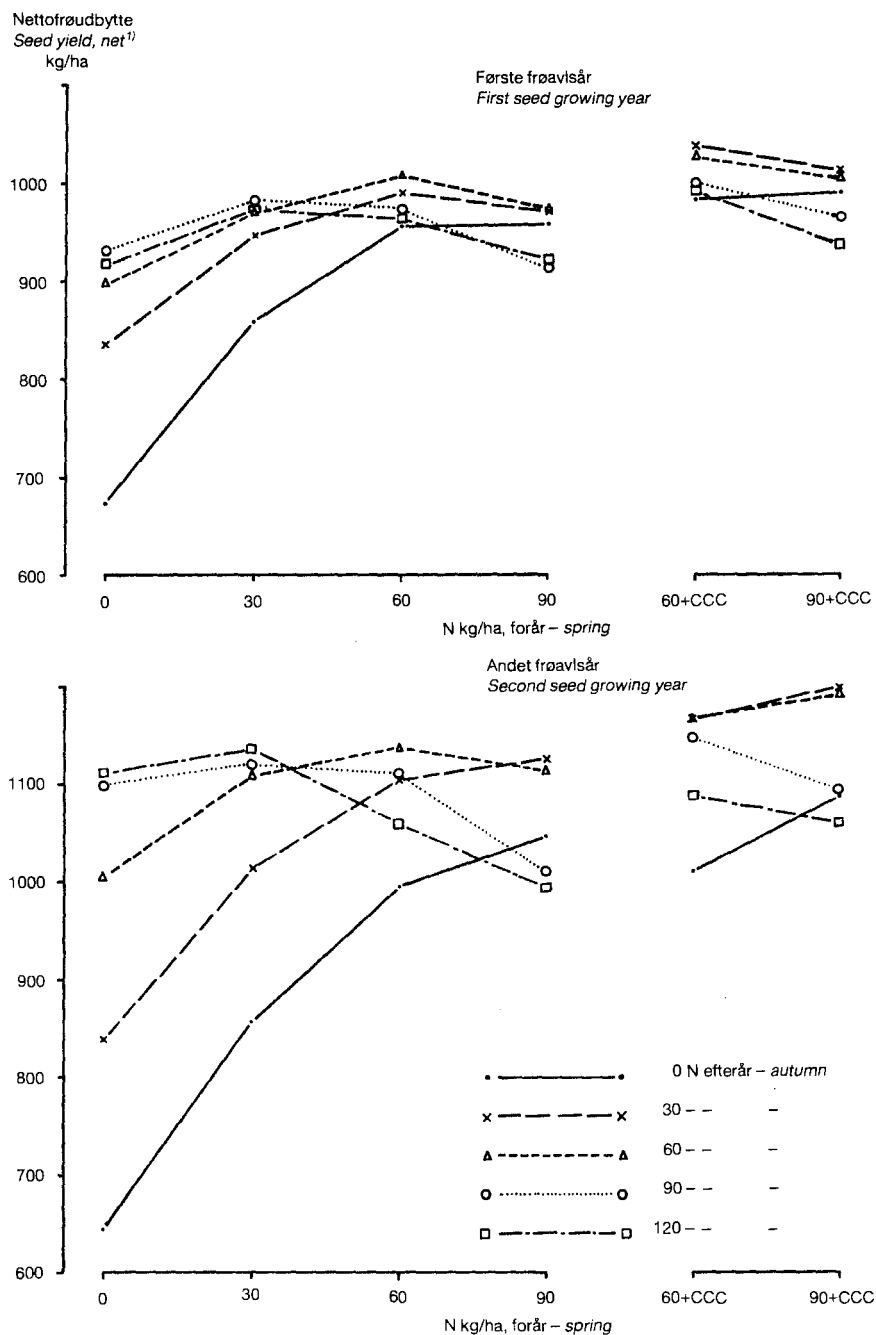 Nettofrøudbytte
Seed yield, net1)
kg/ha
Første frøavlsår
First seed growing year
1000
900
800
700
600
0 30 60 90 60+CCC 90+CCC
N kg/ha, forår – spring
Andet frøavlsår
Second seed growing year
1100
1000
900
800
700
600
0 N efterår – autumn
30 – – –
60 – – –
90 – – –
120 – – –
0 30 60 90 60+CCC 90+CCC
N kg/ha, forår – spring